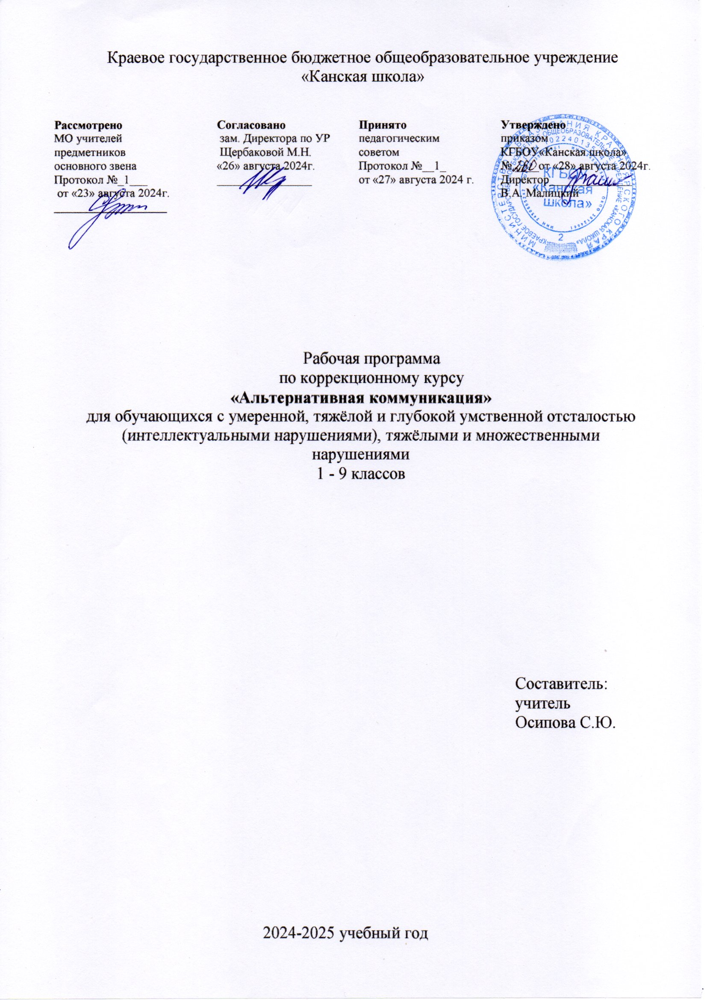 Краевое государственное бюджетное общеобразовательное учреждение
«Канская школа»
Рассмотрено
МО учителей
предметников
основного звена
Протокол №_1___
от «23» августа 2024г.
Согласовано
зам. Директора по УР
Щербаковой М.Н.
«26» августа 2024г.
Принято
педагогическим
советом
Протокол №__1_
от «27» августа 2024 г.
Утверждено
приказом
КГБОУ«Канская школа»
№ 260 от «28» августа 2024г.
Директор
В.А. Малицкий
КГБОУ
«Канская
школа»
2
Рабочая программа
по коррекционному курсу
«Альтернативная коммуникация»
для обучающихся с умеренной, тяжёлой и глубокой умственной отсталостью
(интеллектуальными нарушениями), тяжёлыми и множественными
нарушениями
1 - 9 классов
Составитель:
учитель
Осипова С.Ю.
2024-2025 учебный год